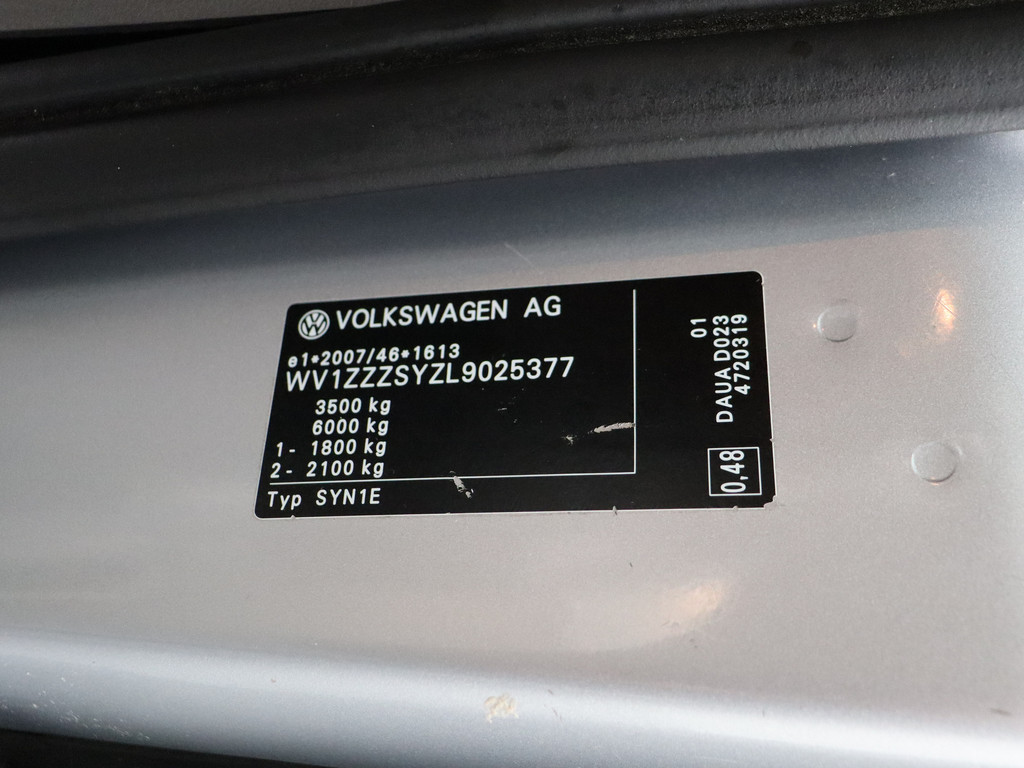 VOLKSWAGEN AG
e1*2007/46*1613
WV1ZZZSYZL9025377
3500 kg
6000 kg
1- 1800 kg
2- 2100 kg
Typ SYN1E
01
DAUA D023
4720319
0,48